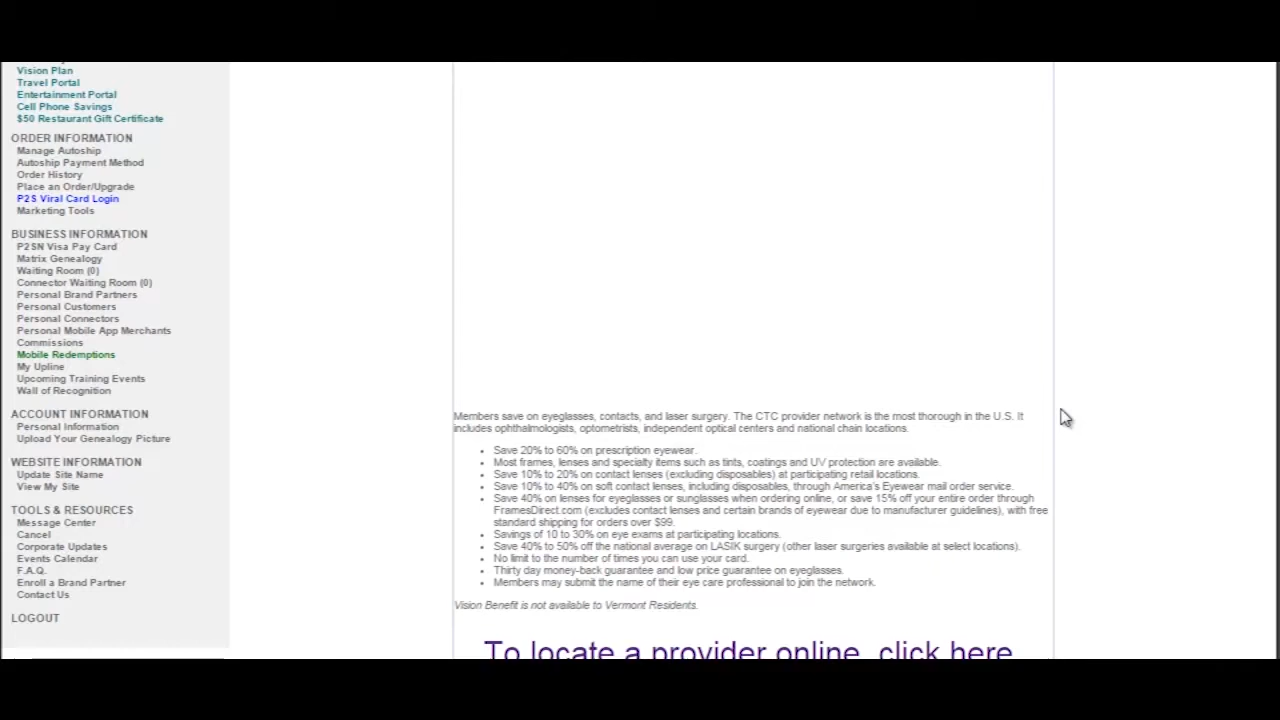 Vision Plan
Travel Portal
Entertainment Portal
Cell Phone Savings
$50 Restaurant Gift Certificate
ORDER INFORMATION
Manage Autoship
Autoship Payment Method
Order History
Place an Order/Upgrade
P2S Viral Card Login
Marketing Tools
BUSINESS INFORMATION
P2SN Visa Pay Card
Matrix Genealogy
Waiting Room (0)
Connector Waiting Room (0)
Personal Brand Partners
Personal Customers
Personal Connectors
Personal Mobile App Merchants
Commissions
Mobile Redemptions
My Upline
Upcoming Training Events
Wall of Recognition
ACCOUNT INFORMATION
Personal Information
Upload Your Genealogy Picture
WEBSITE INFORMATION
Update Site Name
View My Site
TOOLS & RESOURCES
Message Center
Cancel
Corporate Updates
Events Calendar
F.A.Q.
Enroll a Brand Partner
Contact Us
LOGOUT
Members save on eyeglasses, contacts, and laser surgery. The CTC provider network is the most thorough in the U.S. It
includes ophthalmologists, optometrists, independent optical centers and national chain locations.
• Save 20% to 60% on prescription eyewear.
• Most frames, lenses and specialty items such as tints, coatings and UV protection are available.
• Save 10% to 20% on contact lenses (excluding disposables) at participating retail locations.
• Save 10% to 40% on soft contact lenses, including disposables, through America's Eyewear mail order service.
• Save 40% on lenses for eyeglasses or sunglasses when ordering online, or save 15% off your entire order through
FramesDirect.com (excludes contact lenses and certain brands of eyewear due to manufacturer guidelines), with free
standard shipping for orders over $99.
• Savings of 10 to 30% on eye exams at participating locations.
• Save 40% to 50% off the national average on LASIK surgery (other laser surgeries available at select locations).
• No limit to the number of times you can use your card.
• Thirty day money-back guarantee and low price guarantee on eyeglasses.
• Members may submit the name of their eye care professional to join the network.
Vision Benefit is not available to Vermont Residents.
To locate a provider online, click here